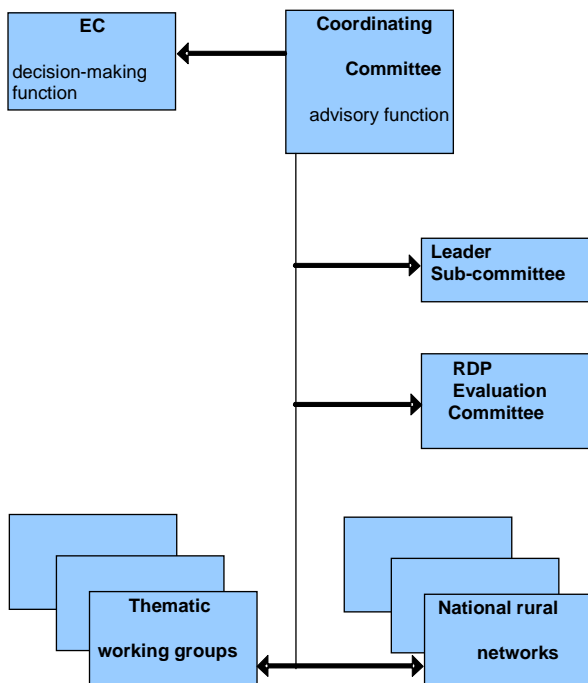 EC
decision-making
function
Coordinating
Committee
advisory function
Leader
Sub-committee
RDP
Evaluation
Committee
Thematic
working groups
National rural
networks